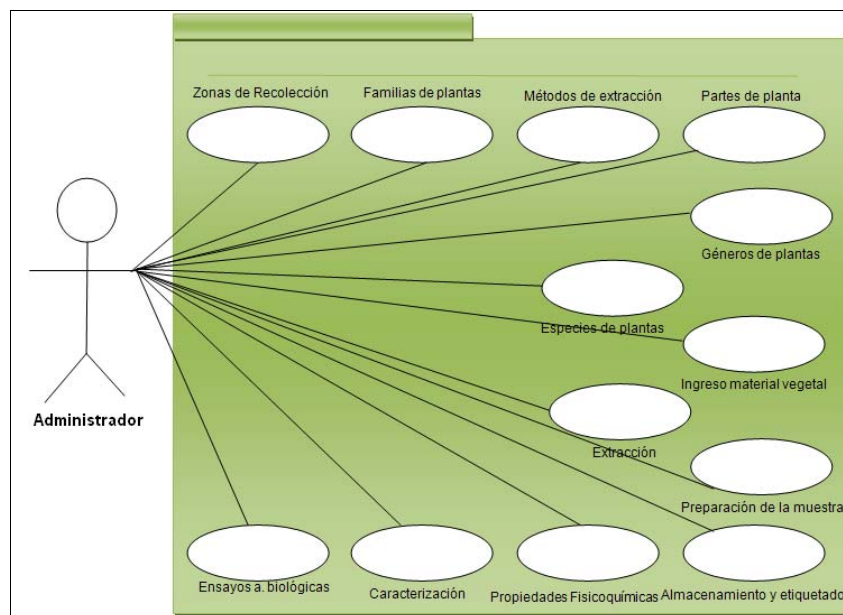 Zonas de Recolección
Familias de plantas
Métodos de extracción
Partes de planta
Géneros de plantas
Especies de plantas
Ingreso material vegetal
Administrador
Extracción
Preparación de la muestra
Ensayos a. biológicas
Caracterización
Propiedades Fisicoquímicas
Almacenamiento y etiquetado